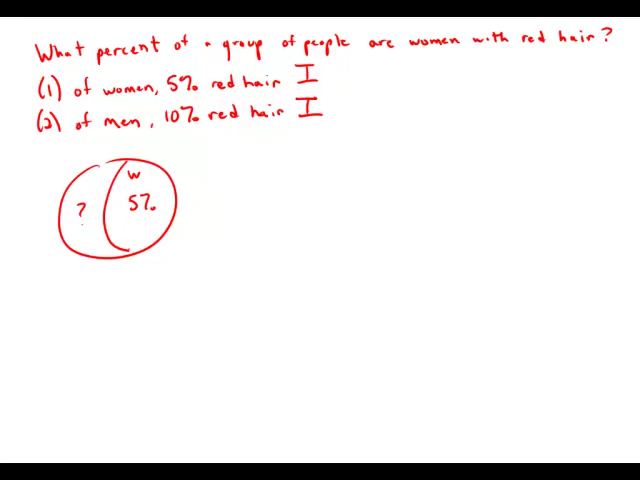 What percent of a group of people are women with red hair?
(1) of women, 5% red hair I
(2) of men, 10% red hair I
W
? 5%